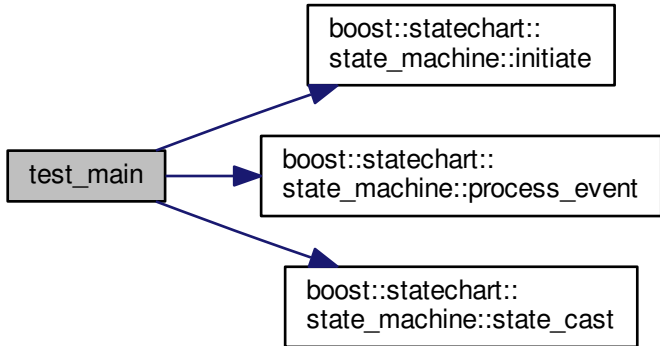 boost::statechart::
state_machine::initiate
test_main
boost::statechart::
state_machine::process_event
boost::statechart::
state_machine::state_cast